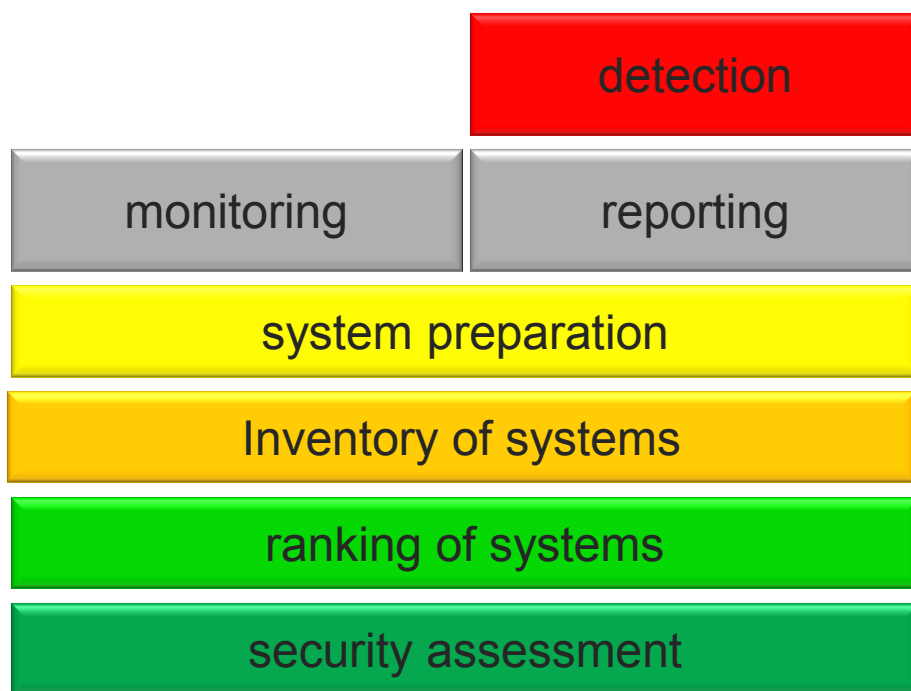 detection
monitoring
reporting
system preparation
Inventory of systems
ranking of systems
security assessment